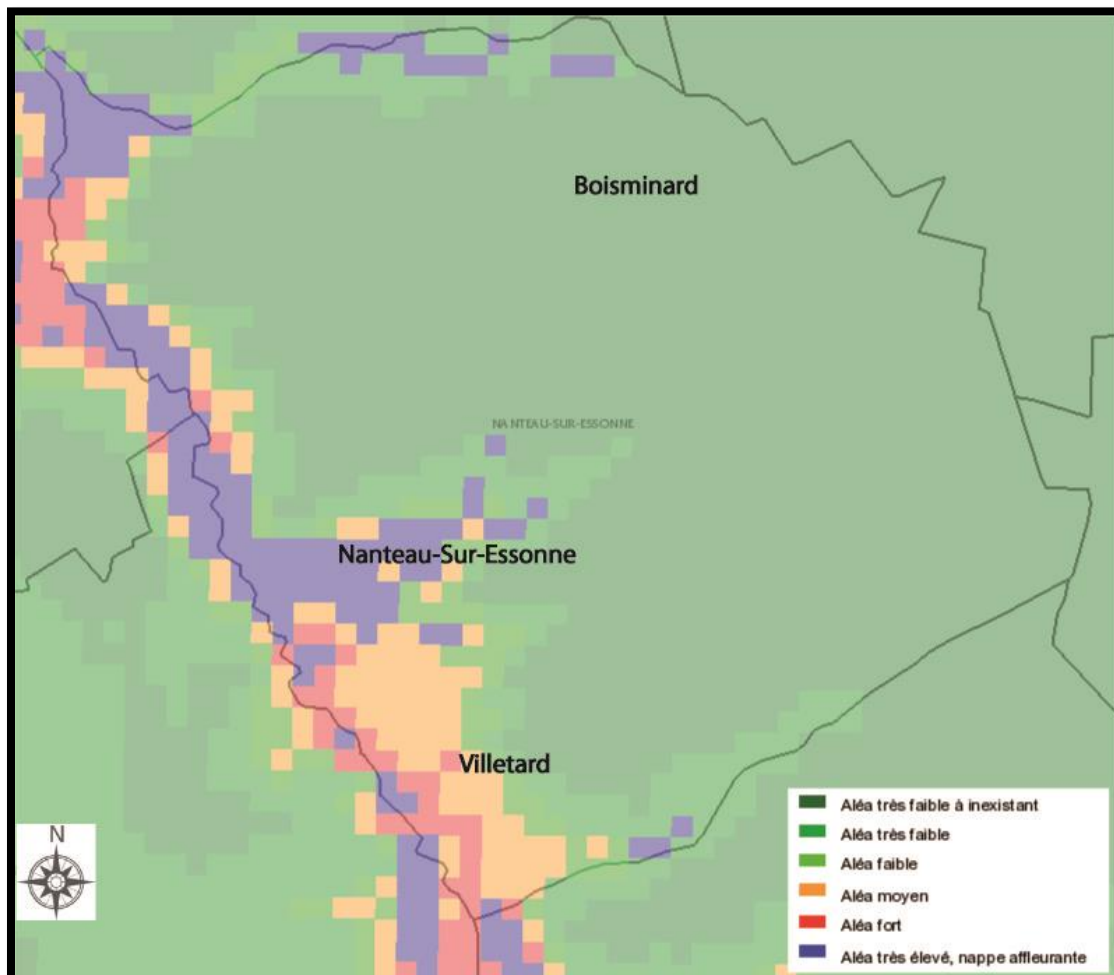 Boisminard
NANTEAU-SUR-ESSONNE
Nanteau-Sur-Essonne
Villetard
N
Aléa très faible à inexistant
Aléa très faible
Aléa faible
Aléa moyen
Aléa fort
Aléa très élevé, nappe affleurante